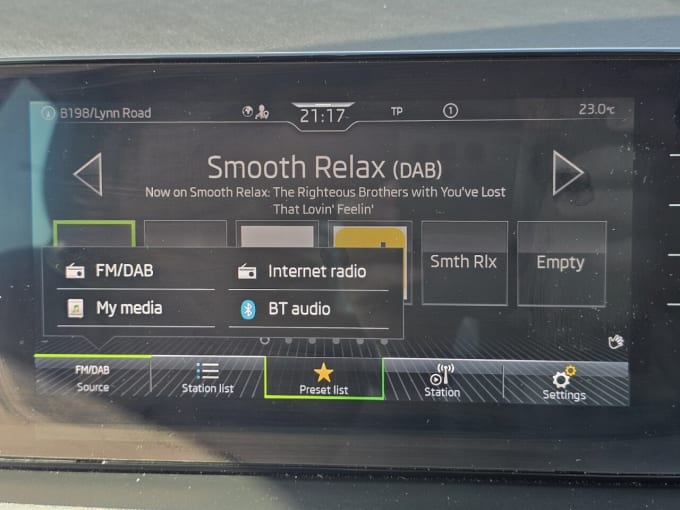 B198/Lynn Road
21:17
TP
1
23.0°C
Smooth Relax (DAB)
Now on Smooth Relax: The Righteous Brothers with You've Lost
That Lovin' Feelin'
Smth Rlx
Empty
FM/DAB
Internet radio
My media
BT audio
FM/DAB
Source
Station list
Preset list
Station
Settings